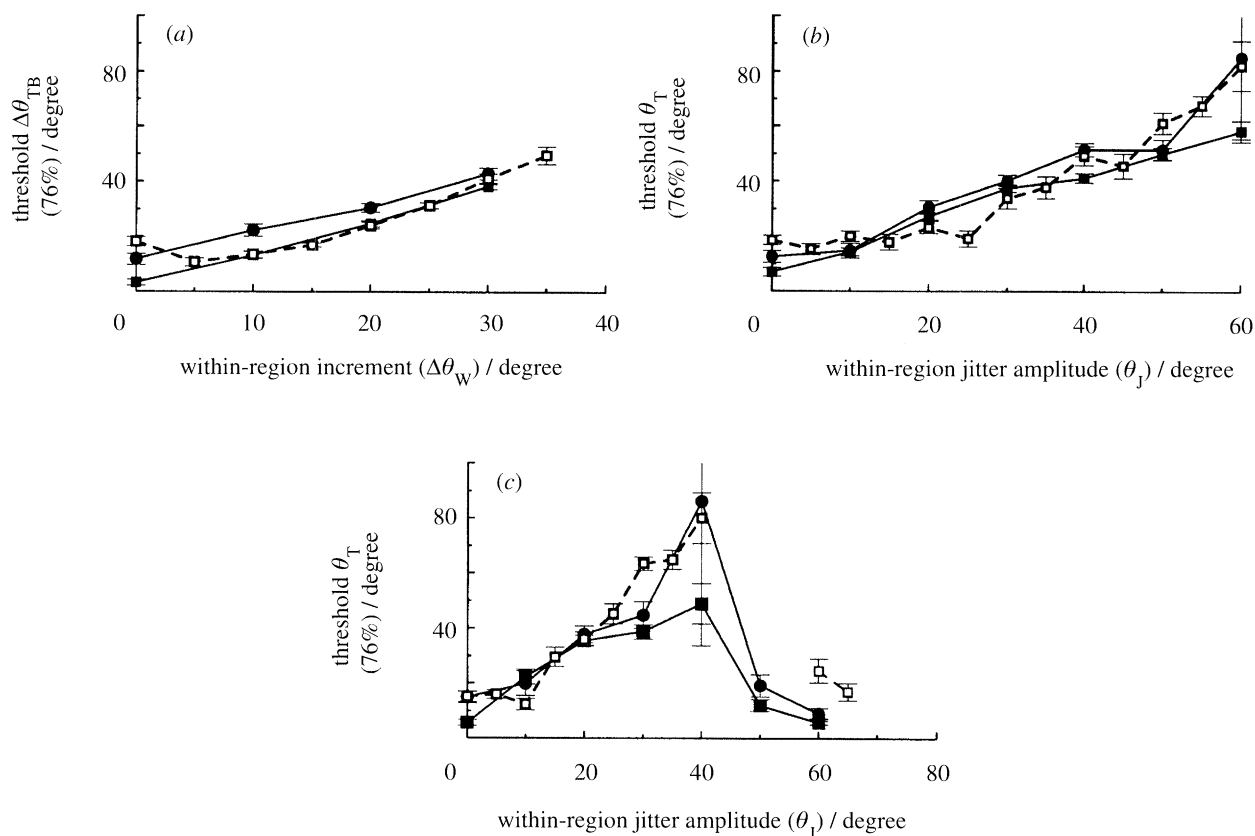 (a)
threshold Δθ_TB
(76%) / degree
80
40
0
10
20
30
40
within-region increment (Δθ_W) / degree
(b)
threshold θ_T
(76%) / degree
80
40
0
20
40
60
within-region jitter amplitude (θ_J) / degree
(c)
threshold θ_T
(76%) / degree
80
40
0
20
40
60
80
within-region jitter amplitude (θ_J) / degree